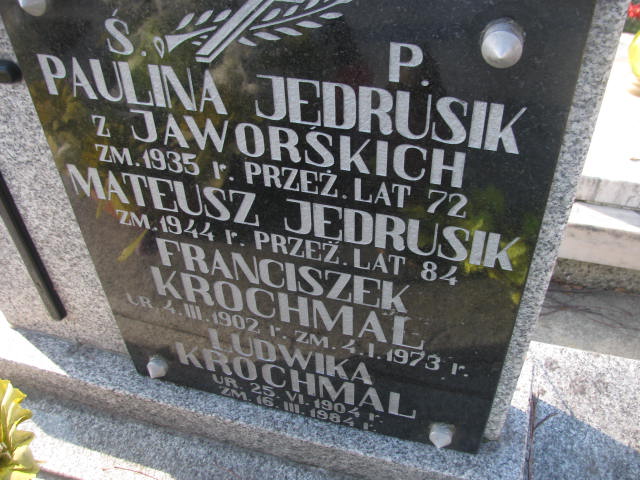 Ś. P.
PAULINA JĘDRUSIK
Z JAWORSKICH
ZM. 1935 r. PRZEŻ. LAT 72
MATEUSZ JĘDRUSIK
ZM. 1944 r. PRZEŻ. LAT 84
FRANCISZEK
KROCHMAL
UR. 4. III. 1902 r. ZM. 4. I. 1973 r.
LUDWIKA
KROCHMAL
UR. 25. VI. 1904 r.
ZM. 16. III. 1984 r.